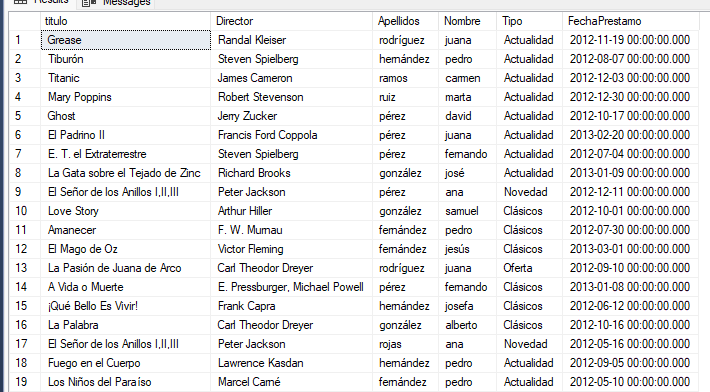 Results Messages
titulo Director Apellidos Nombre Tipo FechaPrestamo
1 Grease Randal Kleiser rodríguez juana Actualidad 2012-11-19 00:00:00.000
2 Tiburón Steven Spielberg hernández pedro Actualidad 2012-08-07 00:00:00.000
3 Titanic James Cameron ramos carmen Actualidad 2012-12-03 00:00:00.000
4 Mary Poppins Robert Stevenson ruiz marta Actualidad 2012-12-30 00:00:00.000
5 Ghost Jerry Zucker pérez david Actualidad 2012-10-17 00:00:00.000
6 El Padrino II Francis Ford Coppola pérez juana Actualidad 2013-02-20 00:00:00.000
7 E. T. el Extraterrestre Steven Spielberg pérez fernando Actualidad 2012-07-04 00:00:00.000
8 La Gata sobre el Tejado de Zinc Richard Brooks gonzález josé Actualidad 2013-01-09 00:00:00.000
9 El Señor de los Anillos I,II,III Peter Jackson pérez ana Novedad 2012-12-11 00:00:00.000
10 Love Story Arthur Hiller gonzález samuel Clásicos 2012-10-01 00:00:00.000
11 Amanecer F. W. Murnau fernández pedro Clásicos 2012-07-30 00:00:00.000
12 El Mago de Oz Victor Fleming fernández jesús Clásicos 2013-03-01 00:00:00.000
13 La Pasión de Juana de Arco Carl Theodor Dreyer rodríguez juana Oferta 2012-09-10 00:00:00.000
14 A Vida o Muerte E. Pressburger, Michael Powell pérez fernando Clásicos 2013-01-08 00:00:00.000
15 ¡Qué Bello Es Vivir! Frank Capra hernández josefa Clásicos 2012-06-12 00:00:00.000
16 La Palabra Carl Theodor Dreyer gonzález alberto Clásicos 2012-10-16 00:00:00.000
17 El Señor de los Anillos I,II,III Peter Jackson rojas ana Novedad 2012-05-16 00:00:00.000
18 Fuego en el Cuerpo Lawrence Kasdan hernández pedro Actualidad 2012-09-05 00:00:00.000
19 Los Niños del Paraíso Marcel Carné fernández pedro Actualidad 2012-05-10 00:00:00.000